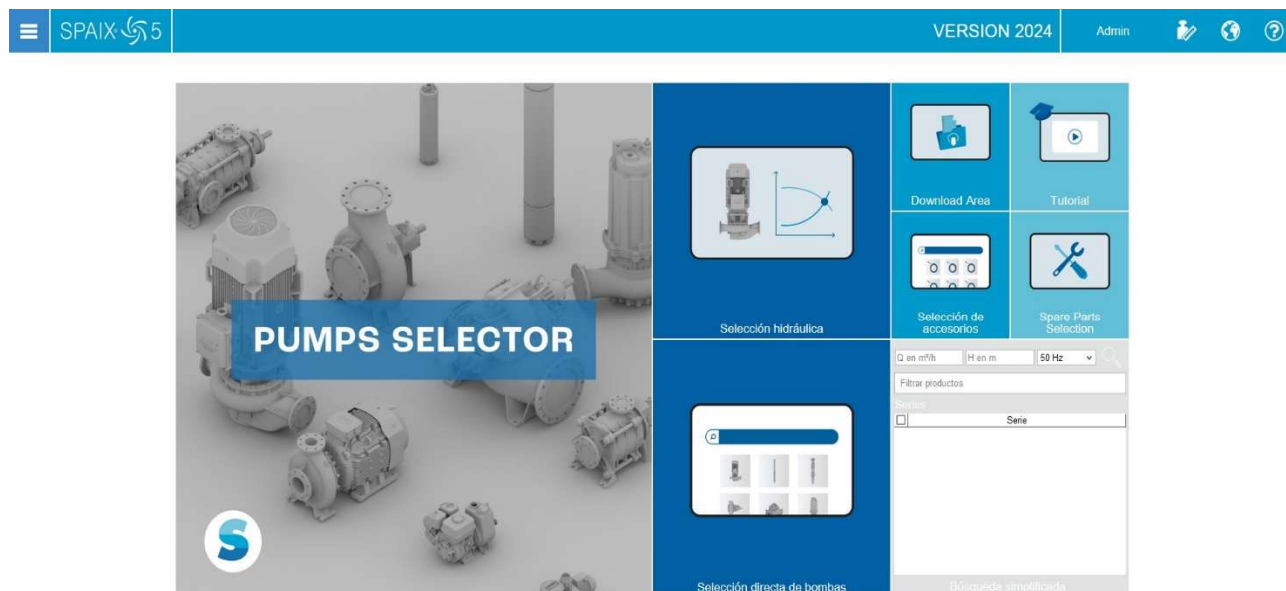 SPAIX 5
VERSION 2024
Admin
PUMPS SELECTOR
S
Selección hidráulica
Download Area
Tutorial
Selección de
accesorios
Spare Parts
Selection
Q en m³/h
H en m
50 Hz
Filtrar productos
Series
Serie
Selección directa de bombas
Búsqueda simplificada